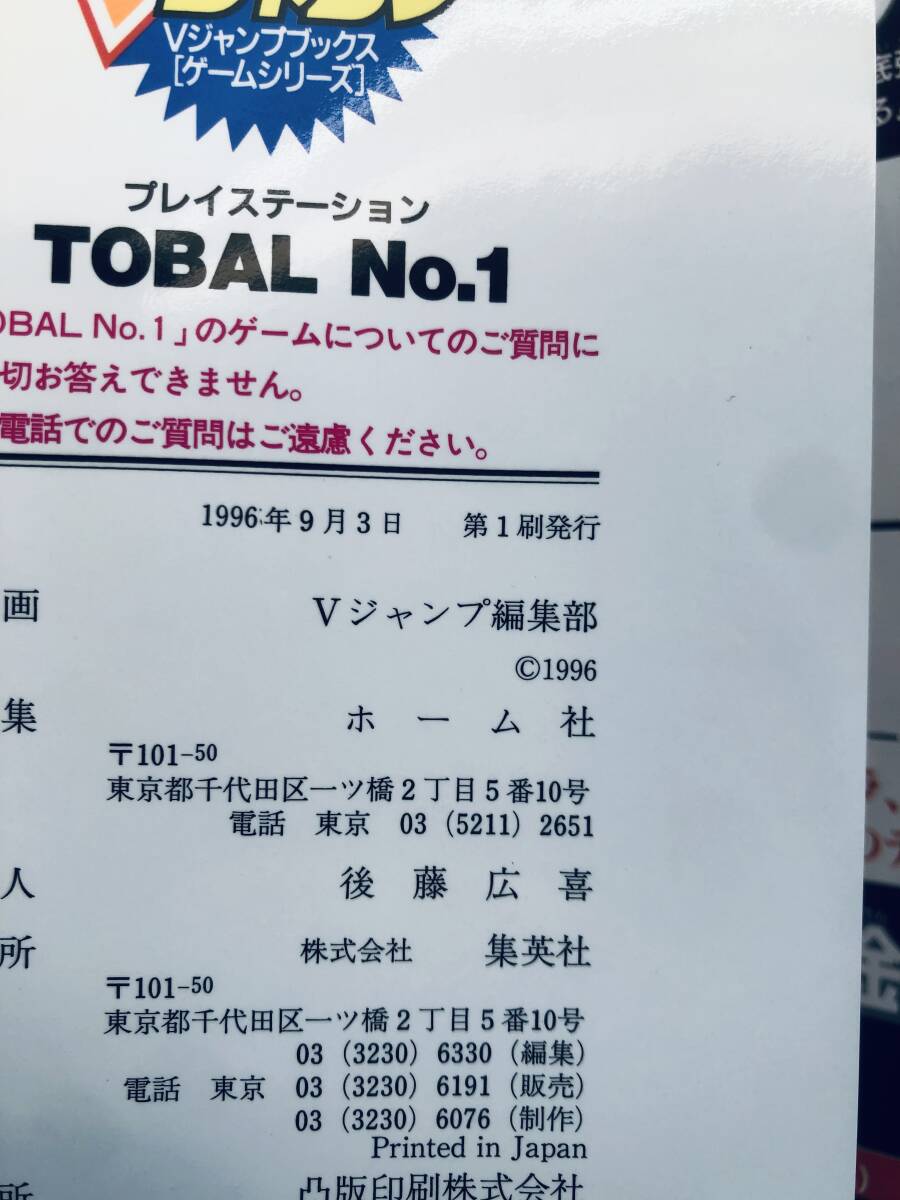 Vジャンプブックス
[ゲームシリーズ]
プレイステーション
TOBAL No.1
OBAL No.1」のゲームについてのご質問に
切お答えできません。
電話でのご質問はご遠慮ください。
1996年9月3日 第1刷発行
画 Vジャンプ編集部
©1996
集 ホーム社
〒101-50
東京都千代田区一ツ橋2丁目5番10号
電話 東京 03 (5211) 2651
人 後藤広喜
所 株式会社 集英社
〒101-50
東京都千代田区一ツ橋2丁目5番10号
03 (3230) 6330 (編集)
電話 東京 03 (3230) 6191 (販売)
03 (3230) 6076 (制作)
Printed in Japan
所 凸版印刷株式会社
金